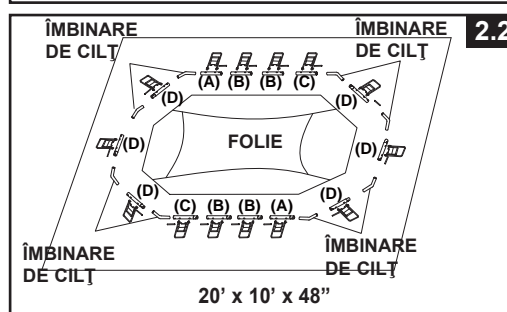 ÎMBINARE DE CILŢ
ÎMBINARE DE CILŢ
2.2
(A) (B) (B) (C)
(D)
(D)
FOLIE
(D)
(D)
(D)
(D)
(C) (B) (B) (A)
ÎMBINARE DE CILŢ
ÎMBINARE DE CILŢ
20’ x 10’ x 48”